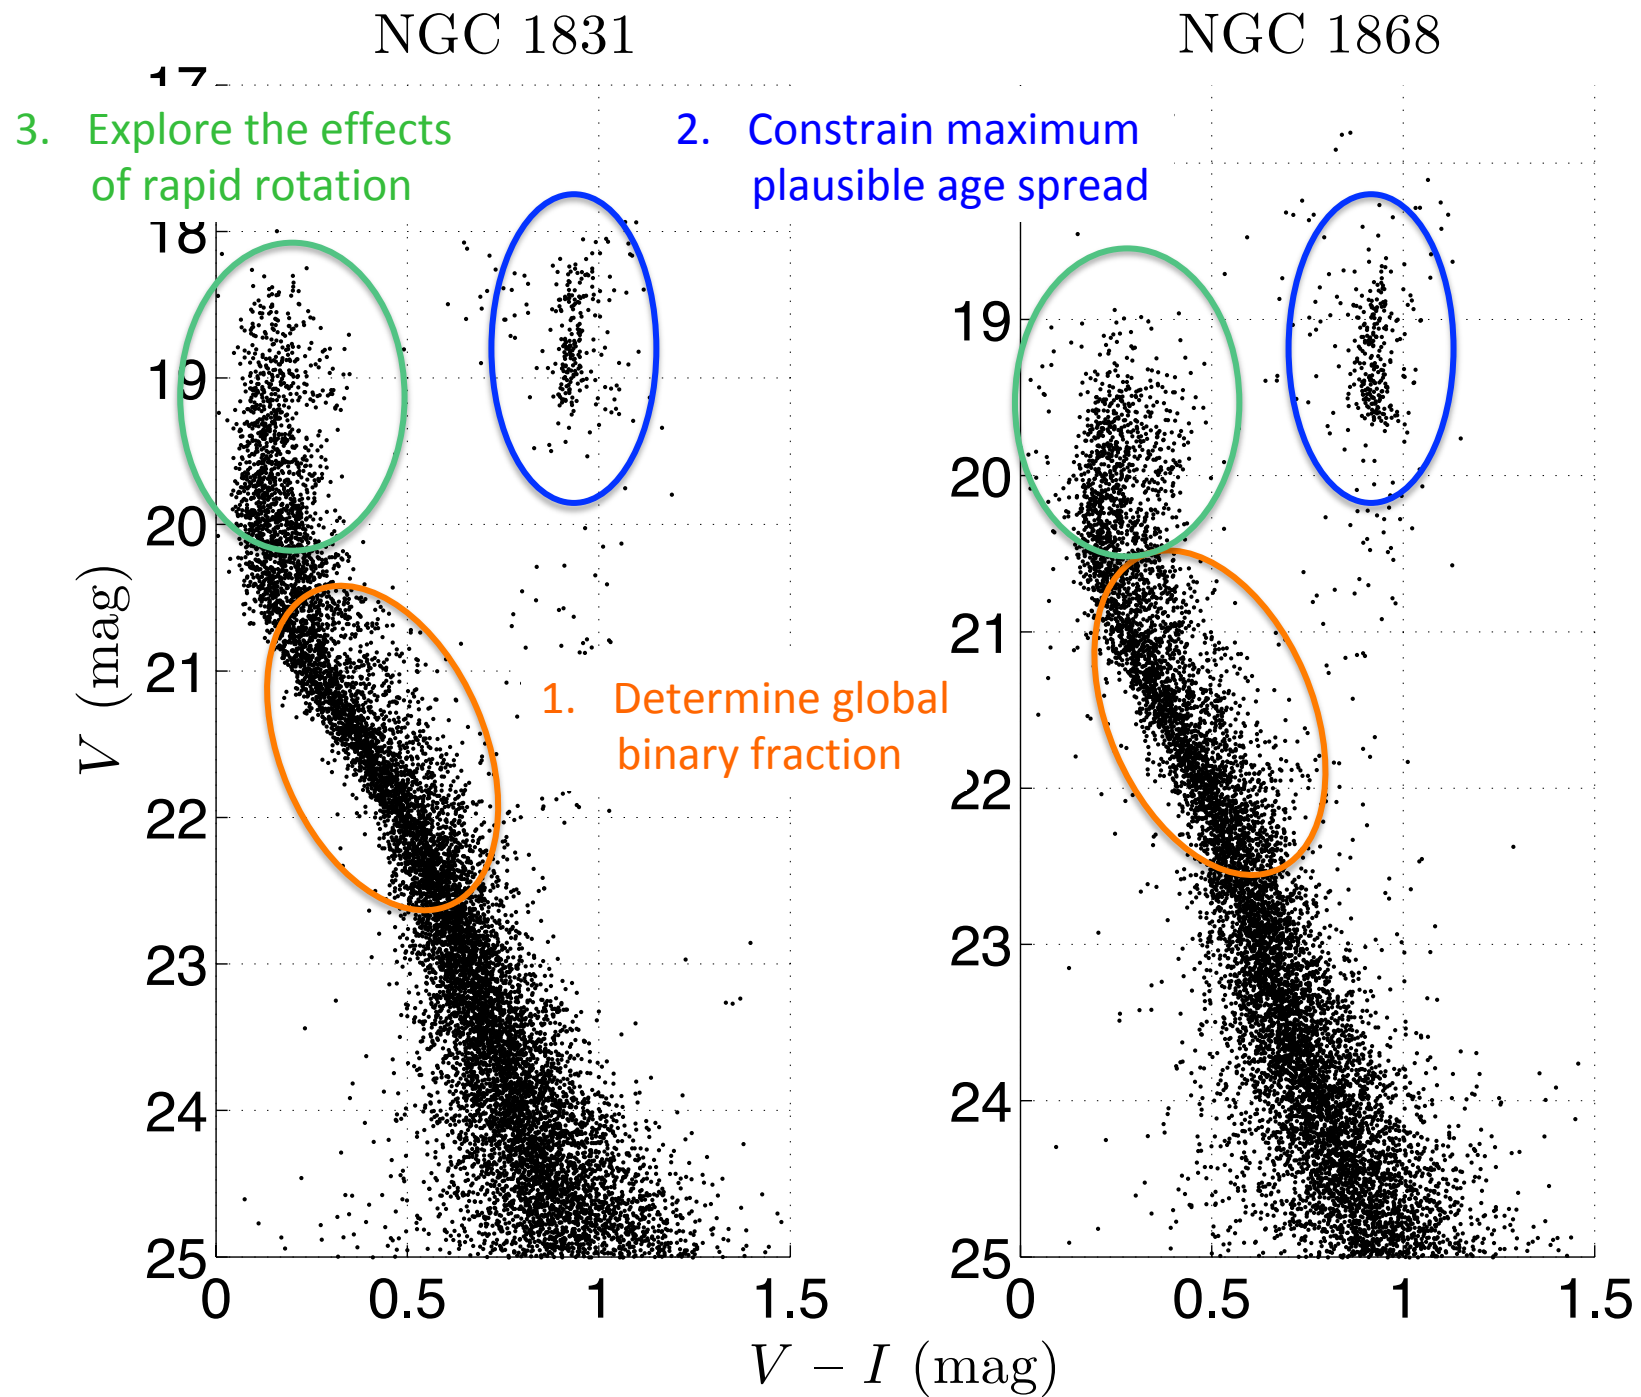 NGC 1831
NGC 1868
17
3. Explore the effects
of rapid rotation
2. Constrain maximum
plausible age spread
18
19
20
21
22
23
24
25
19
20
21
22
23
24
25
1. Determine global
binary fraction
V (mag)
0 0.5 1 1.5
0 0.5 1 1.5
V – I (mag)